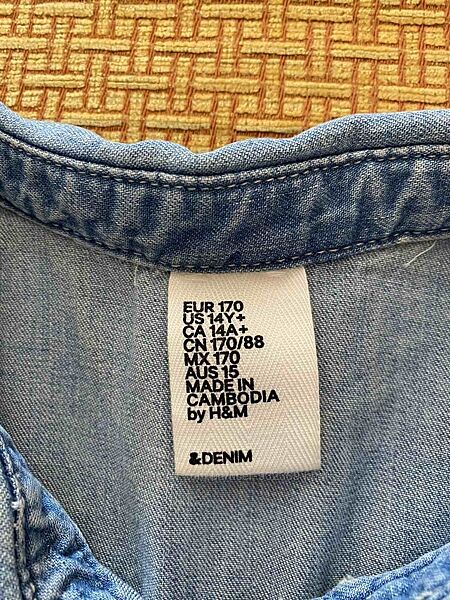 EUR 170
US 14Y+
CA 14A+
CN 170/88
MX 170
AUS 15
MADE IN
CAMBODIA
by H&M
&DENIM